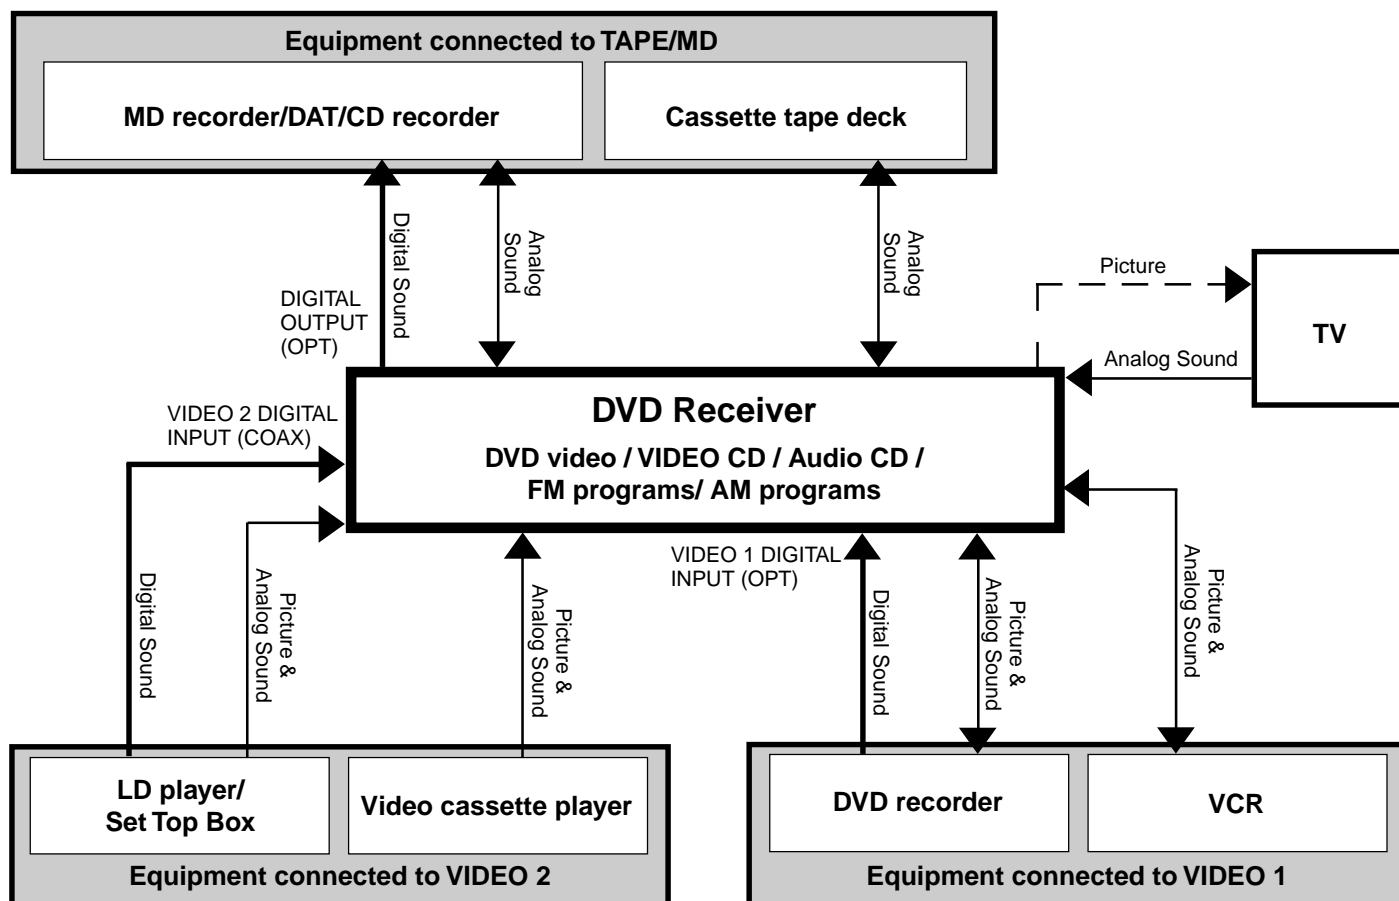 Equipment connected to TAPE/MD
MD recorder/DAT/CD recorder
Cassette tape deck
Digital Sound
Analog
Sound
Analog
Sound
DIGITAL
OUTPUT
(OPT)
Picture
TV
Analog Sound
DVD Receiver
DVD video / VIDEO CD / Audio CD /
FM programs/ AM programs
VIDEO 2 DIGITAL
INPUT (COAX)
VIDEO 1 DIGITAL
INPUT (OPT)
Digital Sound
Picture &
Analog Sound
Picture &
Analog Sound
Digital Sound
Picture &
Analog Sound
Picture &
Analog Sound
LD player/
Set Top Box
Video cassette player
Equipment connected to VIDEO 2
DVD recorder
VCR
Equipment connected to VIDEO 1